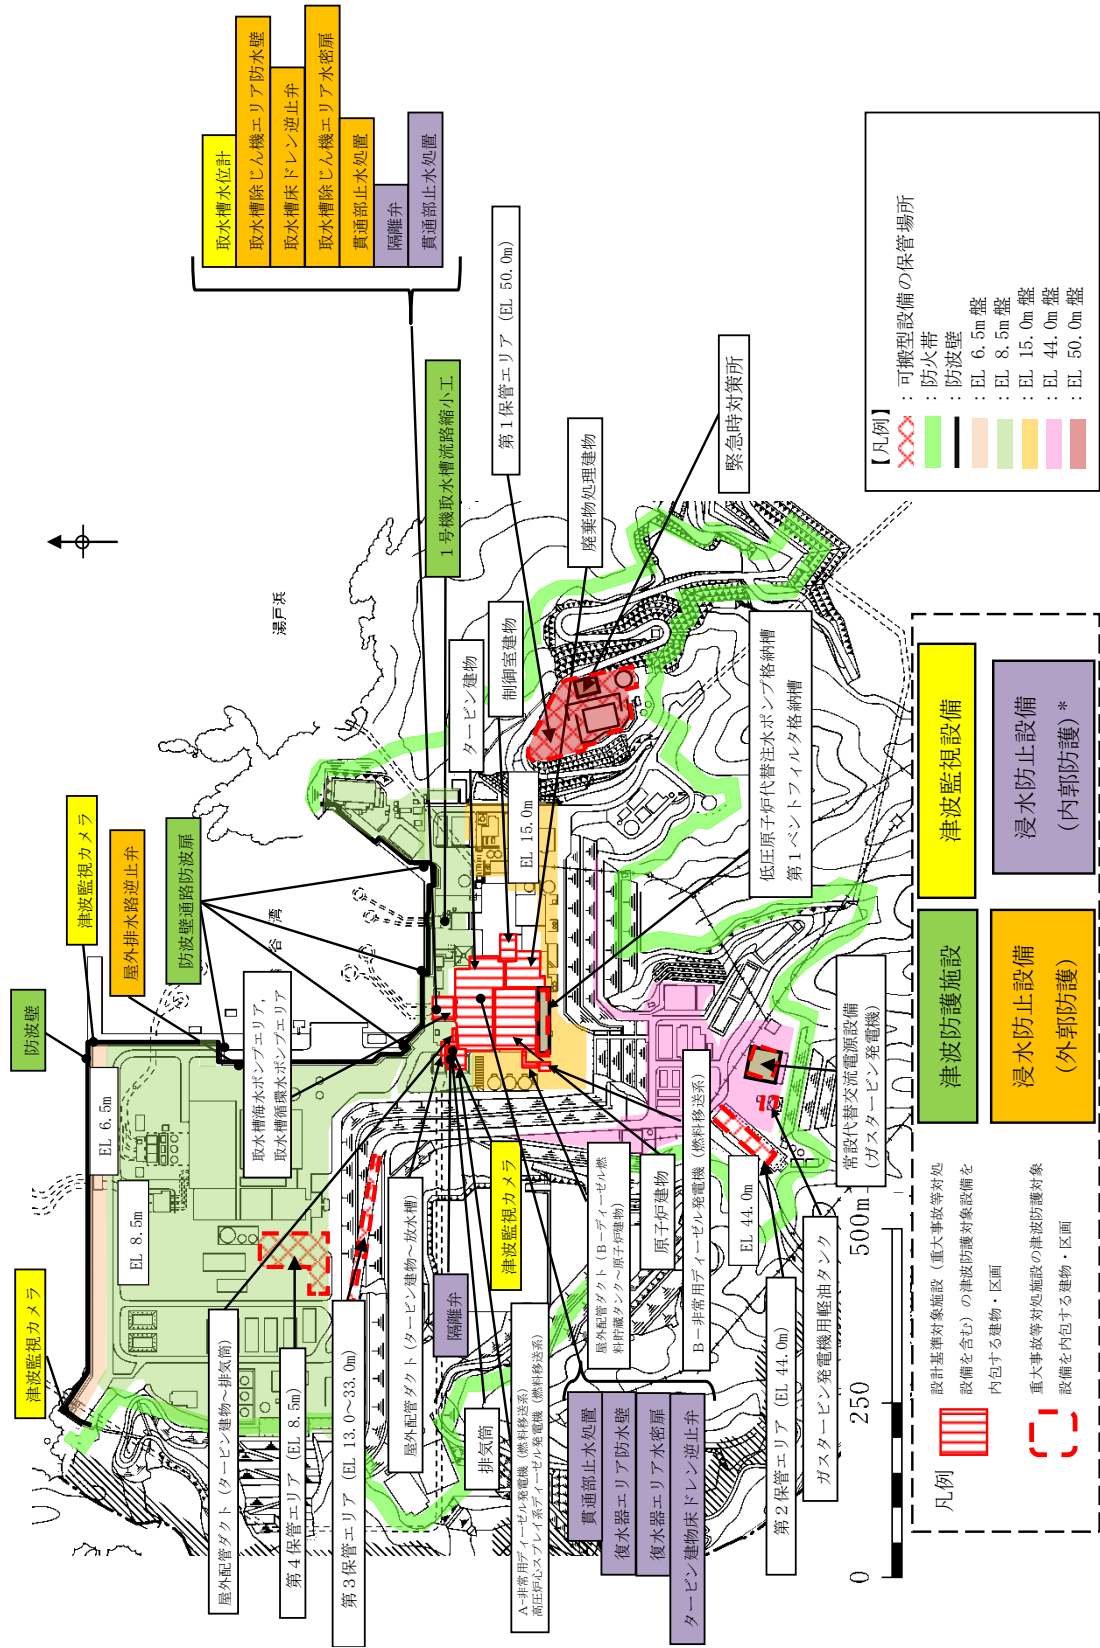 津波監視カメラ
防波壁
津波監視カメラ
屋外排水路逆止弁
防波壁通路防波扉
湯戸浜
湾
谷
EL 6.5m
EL 8.5m
取水槽海水ポンプエリア,
取水槽循環水ポンプエリア
取水槽水位計
取水槽除じん機エリア防水壁
取水槽床ドレン逆止弁
取水槽除じん機エリア水密扉
貫通部止水処置
隔離弁
貫通部止水処置
1号機取水槽流路縮小工
第1保管エリア (EL 50.0m)
タービン建物
制御室建物
廃棄物処理建物
緊急時対策所
EL 15.0m
低圧原子炉代替注水ポンプ格納槽
第1ベントフィルタ格納槽
屋外配管ダクト (タービン建物~排気筒)
第4保管エリア (EL 8.5m)
第3保管エリア (EL 13.0~33.0m)
屋外配管ダクト (タービン建物~放水槽)
隔離弁
津波監視カメラ
排気筒
A-非常用ディーゼル発電機 (燃料移送系)
高圧炉心スプレイ系ディーゼル発電機 (燃料移送系)
貫通部止水処置
復水器エリア防水壁
復水器エリア水密扉
タービン建物床ドレン逆止弁
屋外配管ダクト (B-ディーゼル燃
料貯蔵タンク~原子炉建物)
原子炉建物
B-非常用ディーゼル発電機 (燃料移送系)
EL 44.0m
第2保管エリア (EL 44.0m)
ガスタービン発電機用軽油タンク
常設代替交流電源設備
(ガスタービン発電機)
【凡例】
: 可搬型設備の保管場所
: 防火帯
: 防波壁
: EL 6.5m盤
: EL 8.5m盤
: EL 15.0m盤
: EL 44.0m盤
: EL 50.0m盤
0 250 500m
凡例
設計基準対象施設 (重大事故等対処
設備を含む) の津波防護対象設備を
内包する建物・区画
重大事故等対処施設の津波防護対象
設備を内包する建物・区画
津波防護施設
津波監視設備
浸水防止設備
(外郭防護)
浸水防止設備
(内郭防護)*